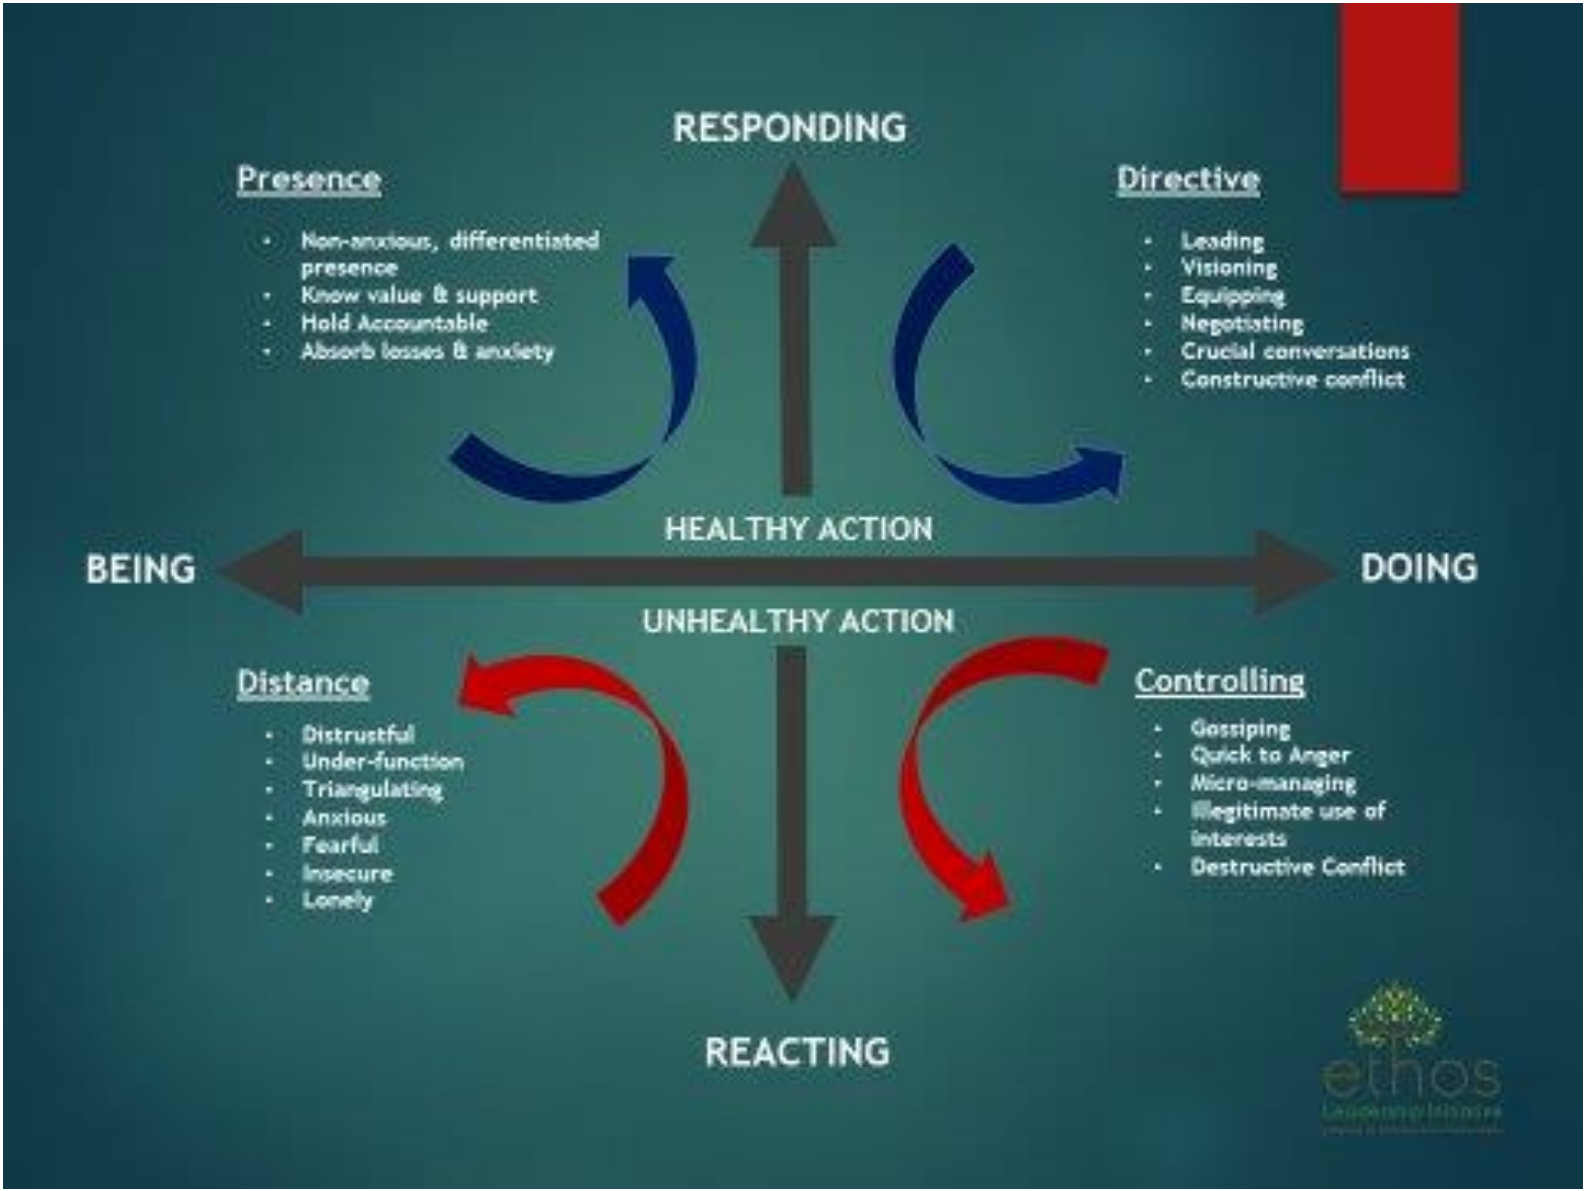 RESPONDING
Presence
• Non-anxious, differentiated
presence
• Know value & support
• Hold Accountable
• Absorb losses & anxiety
Directive
• Leading
• Visioning
• Equipping
• Negotiating
• Crucial conversations
• Constructive conflict
HEALTHY ACTION
BEING
DOING
UNHEALTHY ACTION
Distance
• Distrustful
• Under-function
• Triangulating
• Anxious
• Fearful
• Insecure
• Lonely
Controlling
• Gossiping
• Quick to Anger
• Micro-managing
• Illegitimate use of
interests
• Destructive Conflict
REACTING
ethos
Leadership Initiative